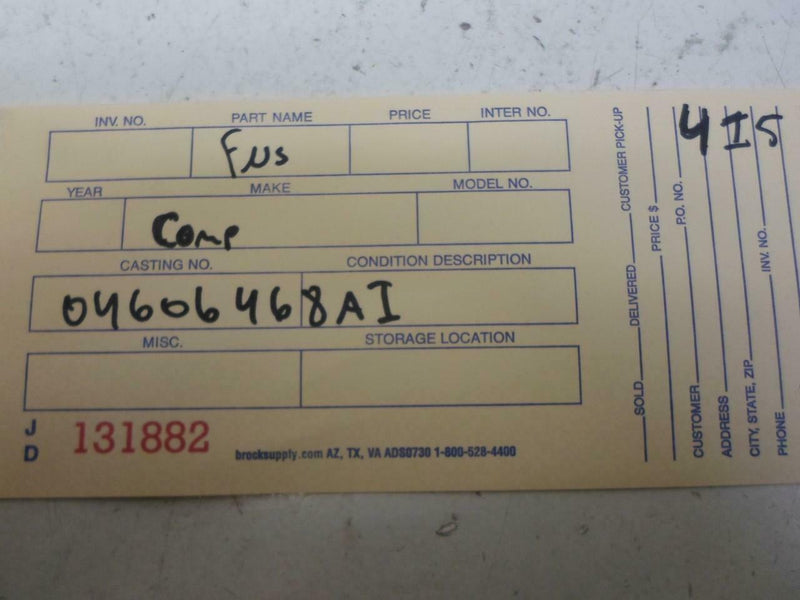 INV. NO. PART NAME PRICE INTER NO.
Fus
YEAR MAKE MODEL NO.
Comp
CASTING NO. CONDITION DESCRIPTION
04606468AI
MISC. STORAGE LOCATION
J
D
131882
brocksupply.com AZ, TX, VA ADS0730 1-800-528-4400
SOLD DELIVERED CUSTOMER PICK-UP
PRICE $
CUSTOMER P.O. NO.
ADDRESS
CITY, STATE, ZIP
PHONE INV. NO.
4I5